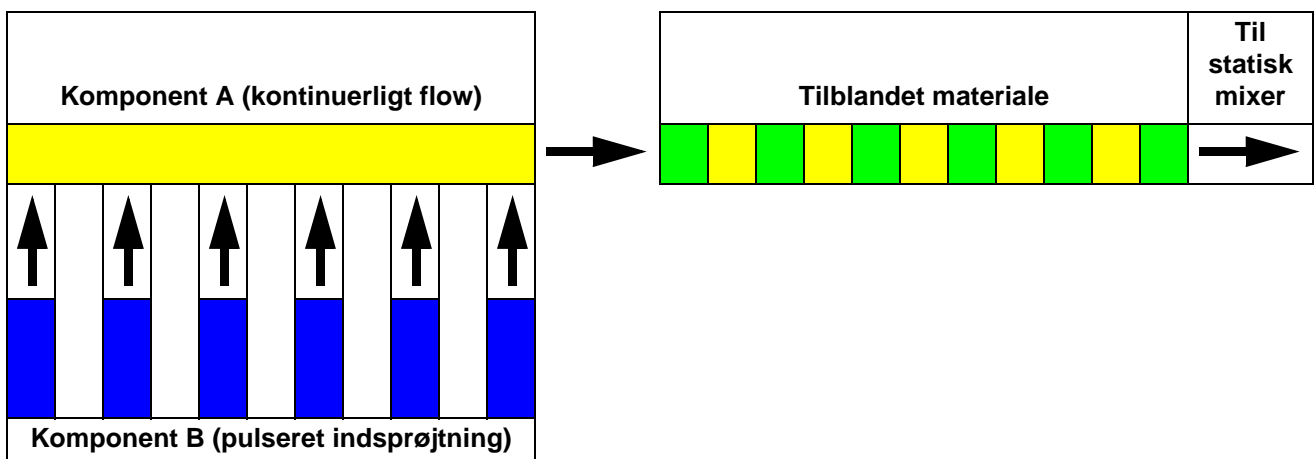 Komponent A (kontinuerligt flow)
Komponent B (pulseret indsprøjtning)
Tilblandet materiale
Til
statisk
mixer